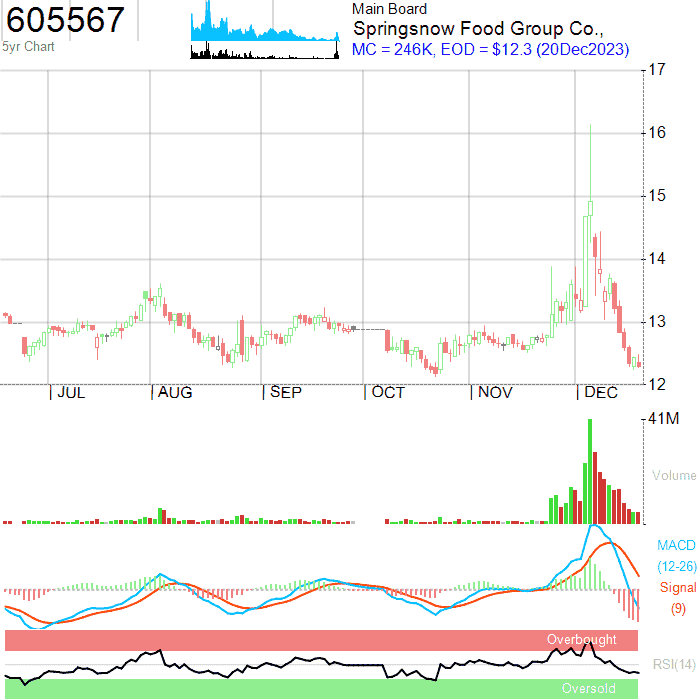 605567
5yr Chart
Main Board
Springsnow Food Group Co.,
MC = 246K, EOD = $12.3 (20Dec2023)
17
16
15
14
13
12
JUL AUG SEP OCT NOV DEC
41M
Volume
MACD
(12-26)
Signal
(9)
Overbought
RSI(14)
Oversold